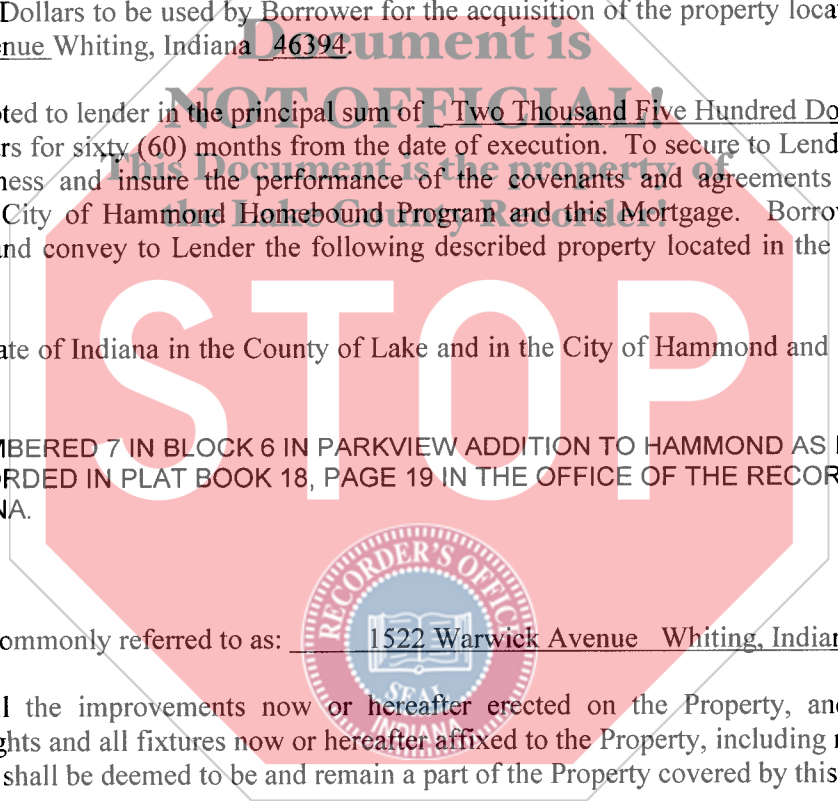 Dollars to be used by Borrower for the acquisition of the property loca
nue Whiting, Indiana 46394.
Document is
NOT OFFICIAL!
This Document is the property of
the Lake County Recorder!
ted to lender in the principal sum of Two Thousand Five Hundred Do
rs for sixty (60) months from the date of execution. To secure to Lend
ness and insure the performance of the covenants and agreements
City of Hammond Homebound Program and this Mortgage. Borrow
nd convey to Lender the following described property located in the
STOP
ate of Indiana in the County of Lake and in the City of Hammond and
MBERED 7 IN BLOCK 6 IN PARKVIEW ADDITION TO HAMMOND AS
ORDED IN PLAT BOOK 18, PAGE 19 IN THE OFFICE OF THE RECOR
NA.
RECORDER'S OFFICE
SEAL
INDIANA
ommonly referred to as: 1522 Warwick Avenue Whiting, Indian
l the improvements now or hereafter erected on the Property, and
ghts and all fixtures now or hereafter affixed to the Property, including
shall be deemed to be and remain a part of the Property covered by this